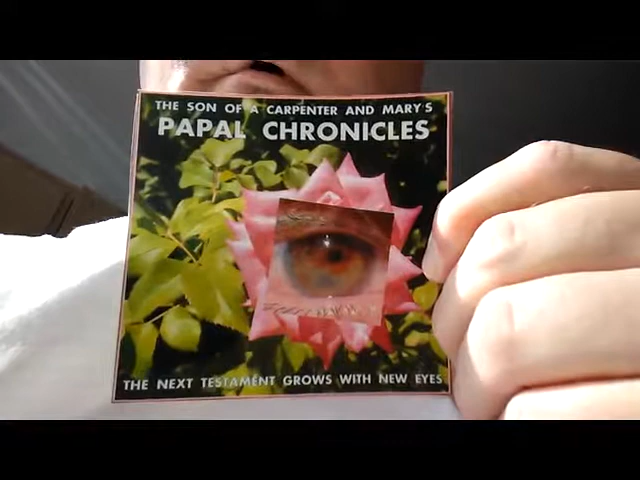 THE SON OF A CARPENTER AND MARY'S
PAPAL CHRONICLES
THE NEXT TESTAMENT GROWS WITH NEW EYES